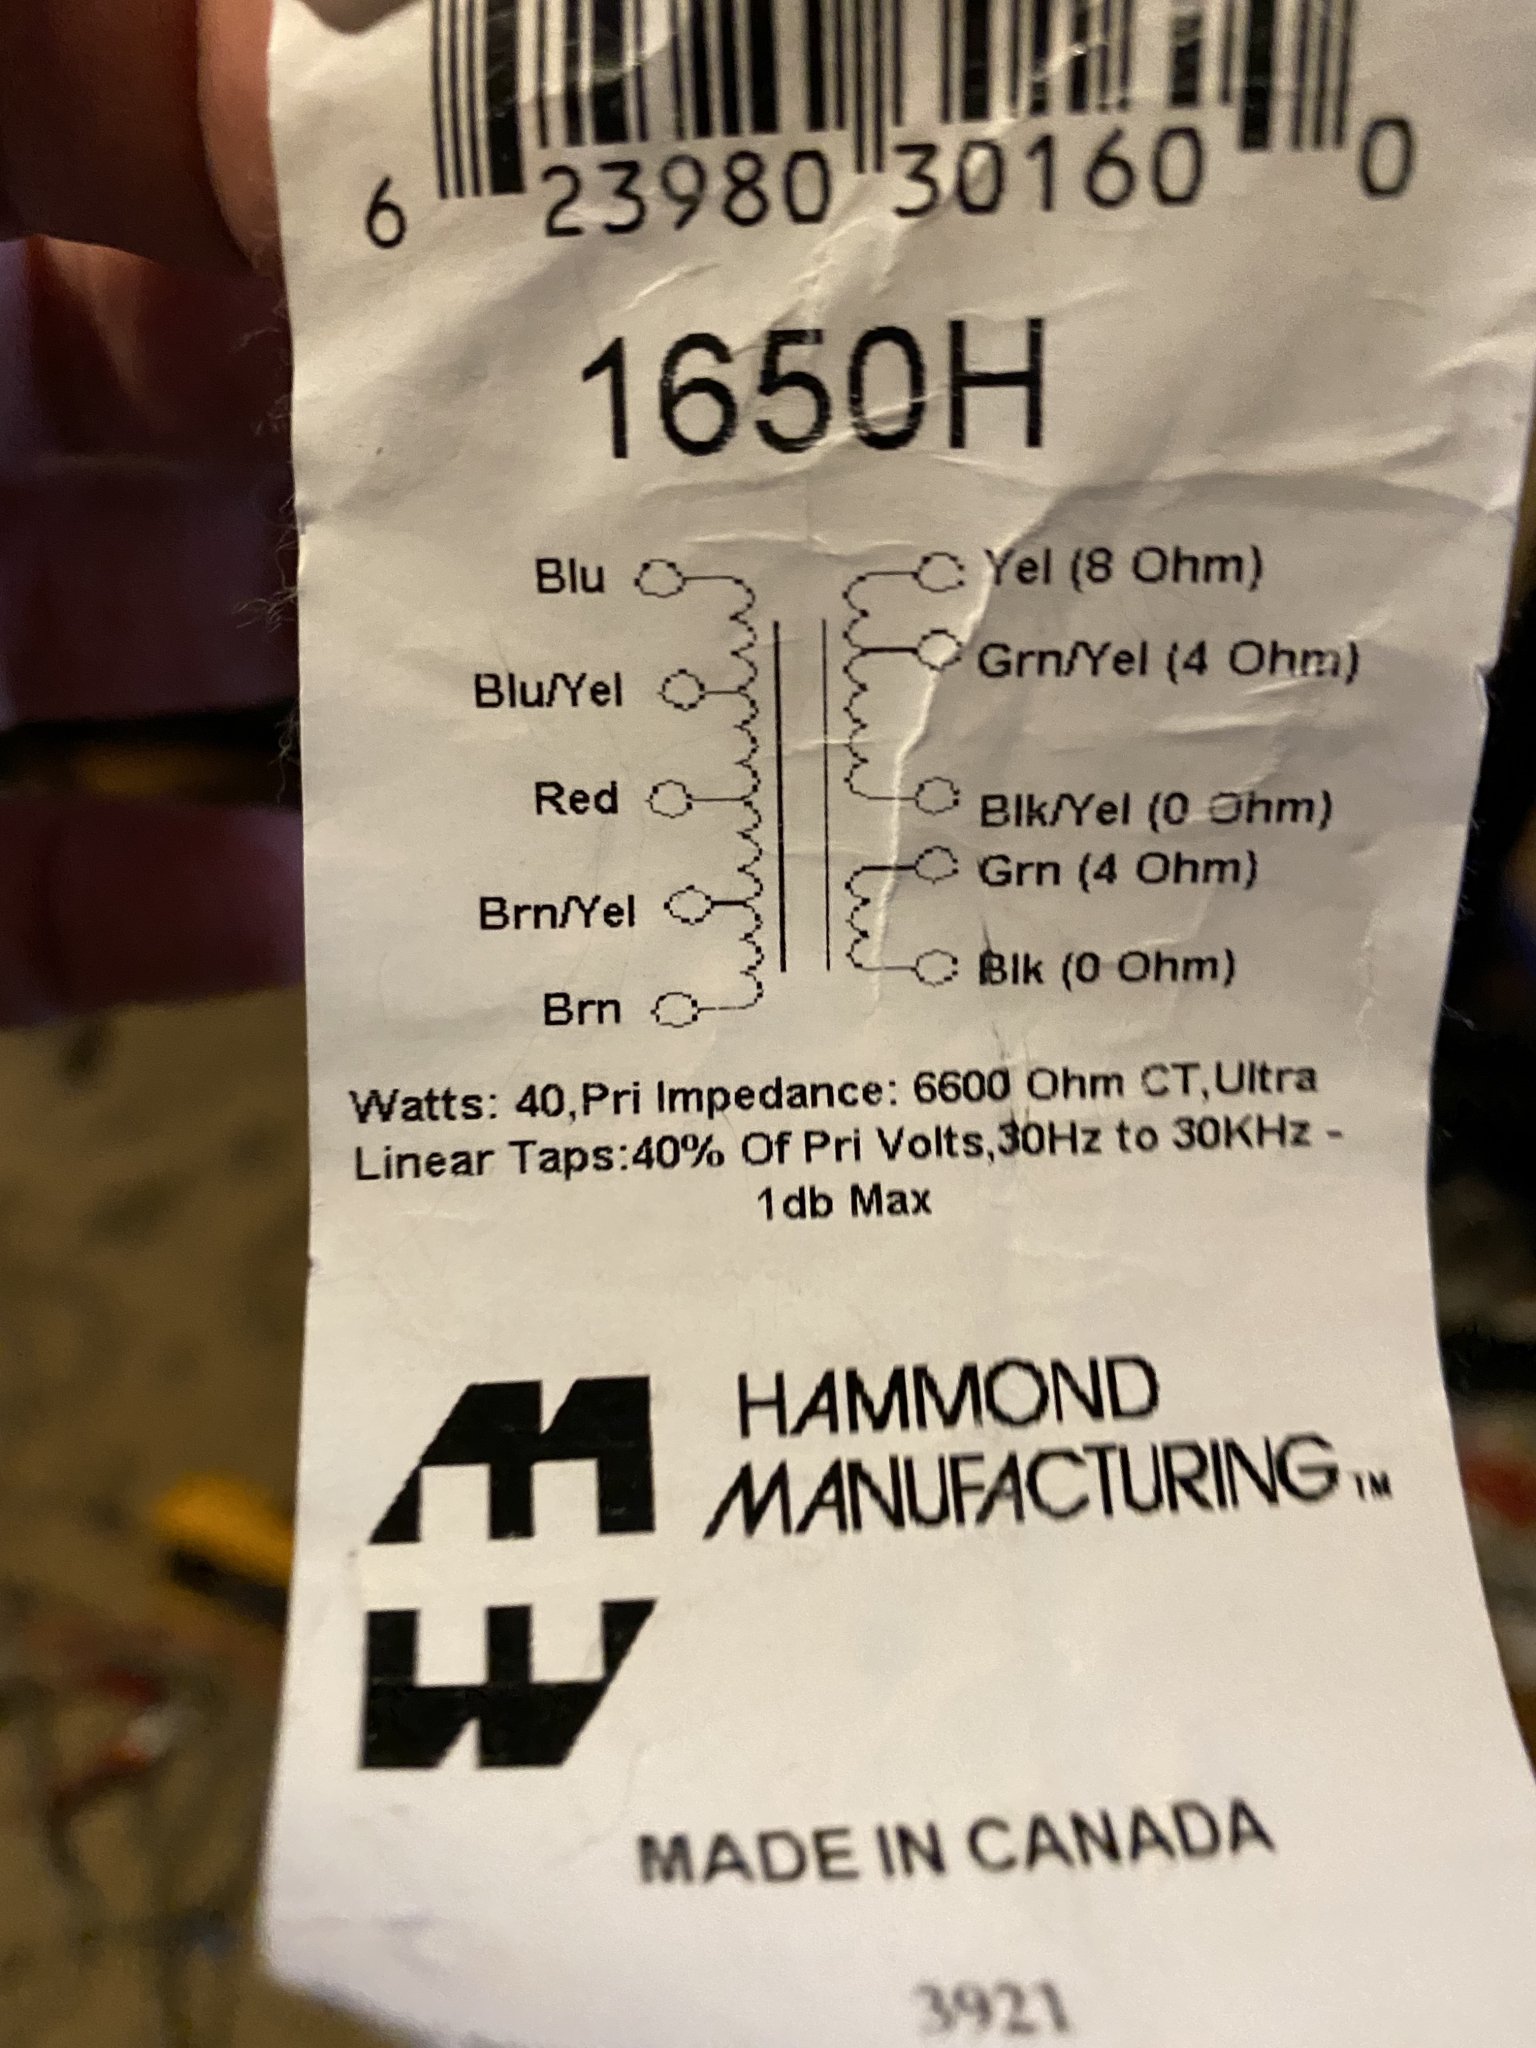 6 23980 30160 0
1650H
Blu
Yel (8 Ohm)
Grn/Yel (4 Ohm)
Blu/Yel
Red
Blk/Yel (0 Ohm)
Grn (4 Ohm)
Brn/Yel
Blk (0 Ohm)
Brn
Watts: 40,Pri Impedance: 6600 Ohm CT,Ultra
Linear Taps:40% Of Pri Volts,30Hz to 30KHz -
1db Max
HAMMOND
MANUFACTURING™
MADE IN CANADA
3921